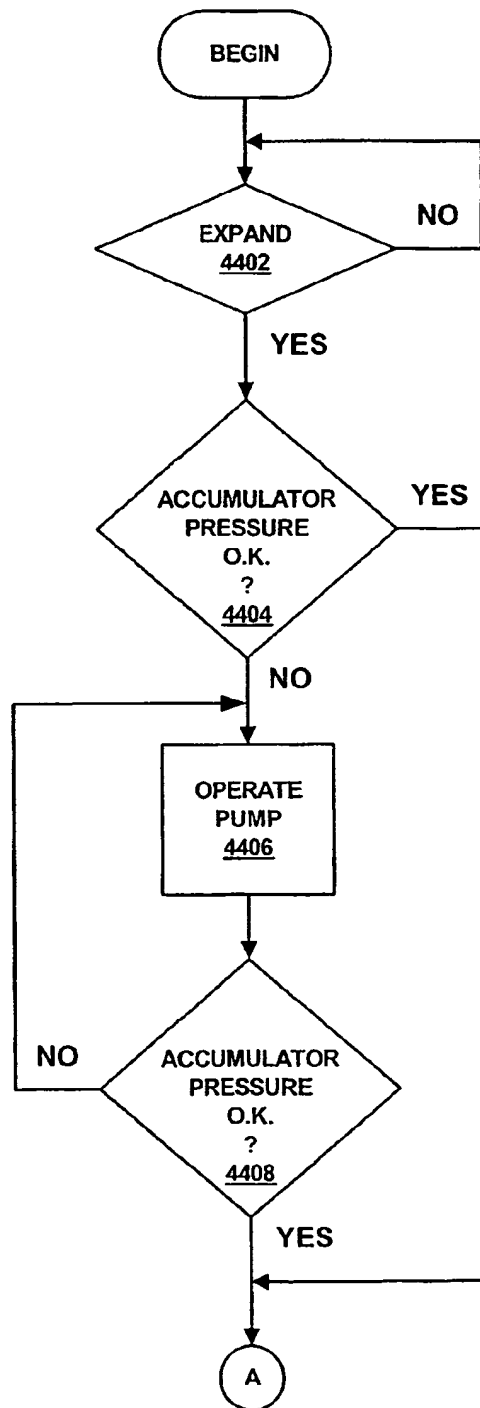 BEGIN
EXPAND
4402
NO
YES
ACCUMULATOR
PRESSURE
O.K.
?
4404
YES
NO
OPERATE
PUMP
4406
ACCUMULATOR
PRESSURE
O.K.
?
4408
NO
YES
A